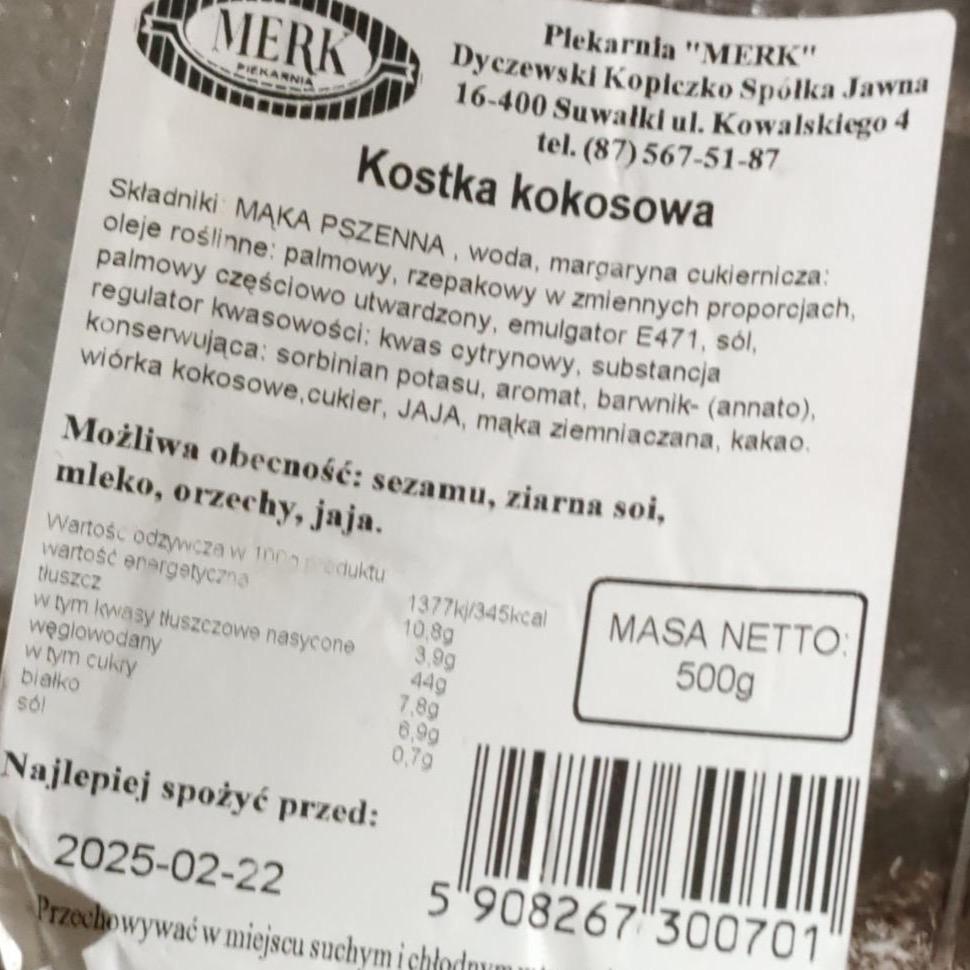 MERK
PIEKARNIA
Piekarnia "MERK"
Dyczewski Kopiczko Spółka Jawna
16-400 Suwałki ul. Kowalskiego 4
tel. (87) 567-51-87
Kostka kokosowa
Składniki MĄKA PSZENNA , woda, margaryna cukiernicza:
oleje roślinne: palmowy, rzepakowy w zmiennych proporcjach,
palmowy częściowo utwardzony, emulgator E471, sól,
regulator kwasowości: kwas cytrynowy, substancja
konserwująca: sorbinian potasu, aromat, barwnik- (annato),
wiórka kokosowe,cukier, JAJA, mąka ziemniaczana, kakao.
Możliwa obecność: sezamu, ziarna soi,
mleko, orzechy, jaja.
Wartość odżywcza w 100g produktu
wartość energetyczna 1377kj/345kcal
tłuszcz 10,8g
w tym kwasy tłuszczowe nasycone 3,9g
węglowodany 44g
w tym cukry 7,8g
białko 6,9g
sól 0,7g
MASA NETTO:
500g
Najlepiej spożyć przed:
2025-02-22
5 908267 300701
Przechowywać w miejscu suchym i chłodnym